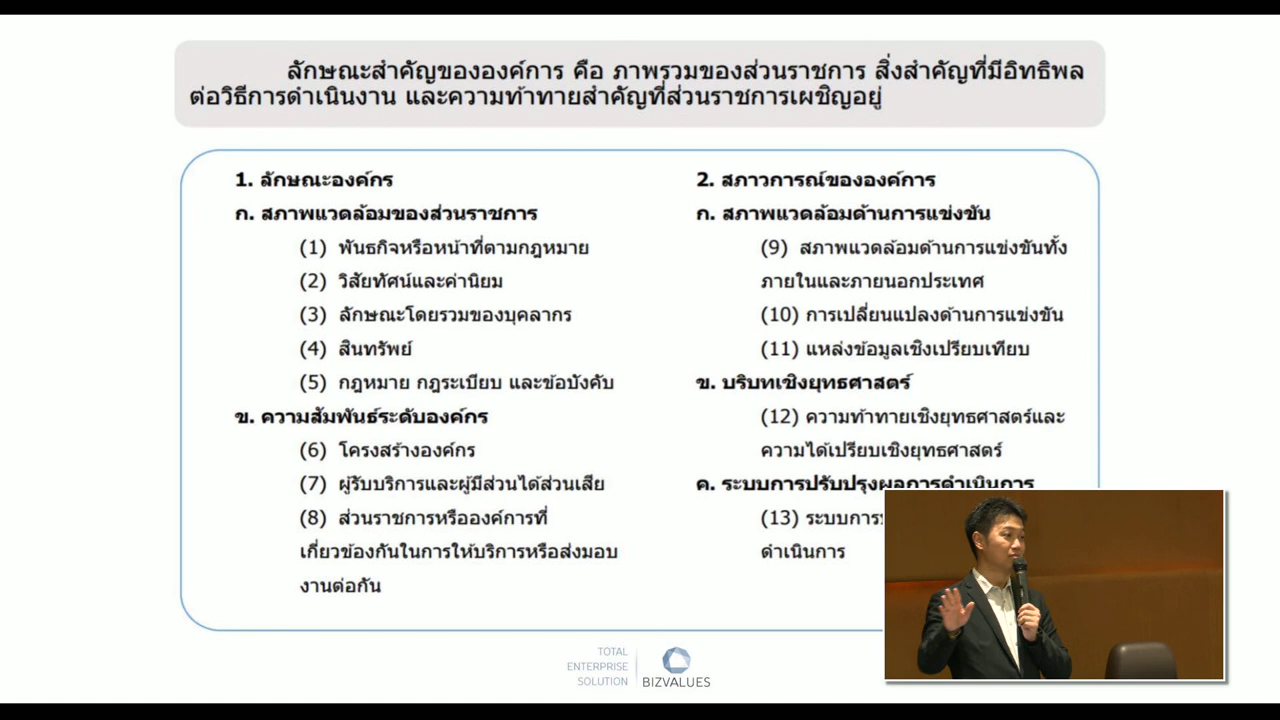 ลักษณะสำคัญขององค์การ คือ ภาพรวมของส่วนราชการ สิ่งสำคัญที่มีอิทธิพล
ต่อวิธีการดำเนินงาน และความท้าทายสำคัญที่ส่วนราชการเผชิญอยู่
1. ลักษณะองค์กร
ก. สภาพแวดล้อมของส่วนราชการ
(1) พันธกิจหรือหน้าที่ตามกฎหมาย
(2) วิสัยทัศน์และค่านิยม
(3) ลักษณะโดยรวมของบุคลากร
(4) สินทรัพย์
(5) กฎหมาย กฎระเบียบ และข้อบังคับ
ข. ความสัมพันธ์ระดับองค์กร
(6) โครงสร้างองค์กร
(7) ผู้รับบริการและผู้มีส่วนได้ส่วนเสีย
(8) ส่วนราชการหรือองค์การที่
เกี่ยวข้องกันในการให้บริการหรือส่งมอบ
งานต่อกัน
2. สภาวการณ์ขององค์การ
ก. สภาพแวดล้อมด้านการแข่งขัน
(9) สภาพแวดล้อมด้านการแข่งขันทั้ง
ภายในและภายนอกประเทศ
(10) การเปลี่ยนแปลงด้านการแข่งขัน
(11) แหล่งข้อมูลเชิงเปรียบเทียบ
ข. บริบทเชิงยุทธศาสตร์
(12) ความท้าทายเชิงยุทธศาสตร์และ
ความได้เปรียบเชิงยุทธศาสตร์
ค. ระบบการปรับปรุงผลการดำเนินการ
(13) ระบบการ
ดำเนินการ
TOTAL
ENTERPRISE
SOLUTION
BIZVALUES